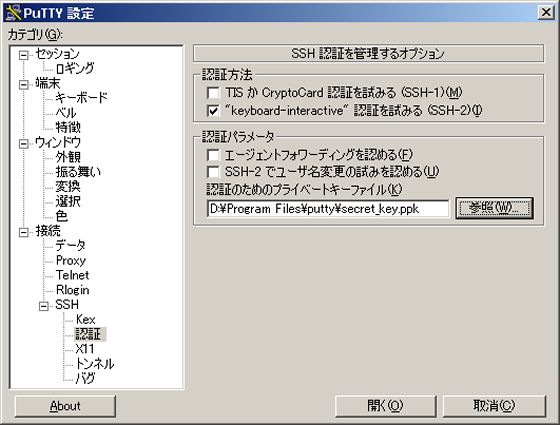 PuTTY 設定
カテゴリ(G):
セッション
ロギング
端末
キーボード
ベル
特徴
ウィンドウ
外観
振る舞い
変換
選択
色
接続
データ
Proxy
Telnet
Rlogin
SSH
Kex
認証
X11
トンネル
バグ
SSH 認証を管理するオプション
認証方法
TIS か CryptoCard 認証を試みる (SSH-1)(M)
"keyboard-interactive" 認証を試みる (SSH-2)(I)
認証パラメータ
エージェントフォワーディングを認める(F)
SSH-2 でユーザ名変更の試みを認める(U)
認証のためのプライベートキーファイル(K)
D:¥Program Files¥putty¥secret_key.ppk
参照(W)...
About
開く(O)
取消(C)